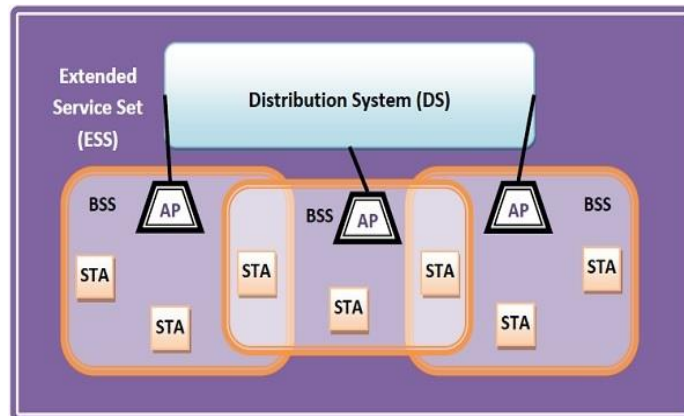 Extended
Service Set
(ESS)
Distribution System (DS)
BSS
AP
BSS
AP
AP
BSS
STA
STA
STA
STA
STA
STA
STA